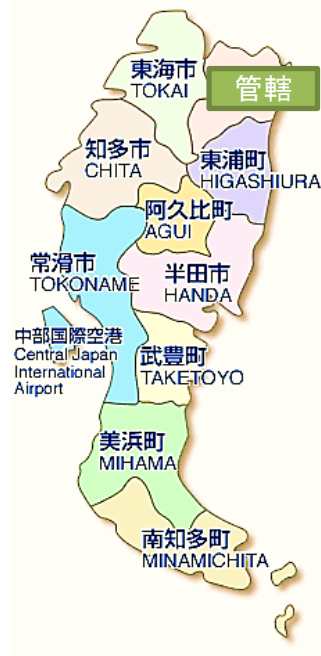 東海市
TOKAI
管轄
知多市
CHITA
東浦町
HIGASHIURA
阿久比町
AGUI
常滑市
TOKONAME
半田市
HANDA
中部国際空港
Central Japan
International
Airport
武豊町
TAKETOYO
美浜町
MIHAMA
南知多町
MINAMICHITA